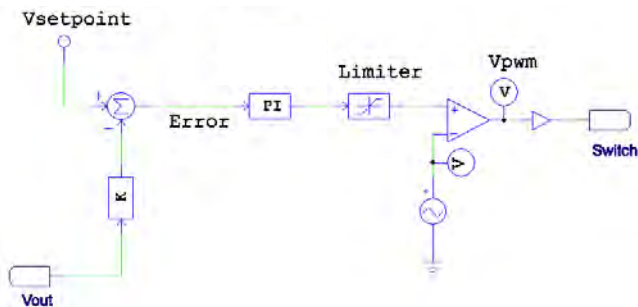 Vsetpoint
Vpwm
Limiter
V
PI
Error
V
Switch
K
Vout